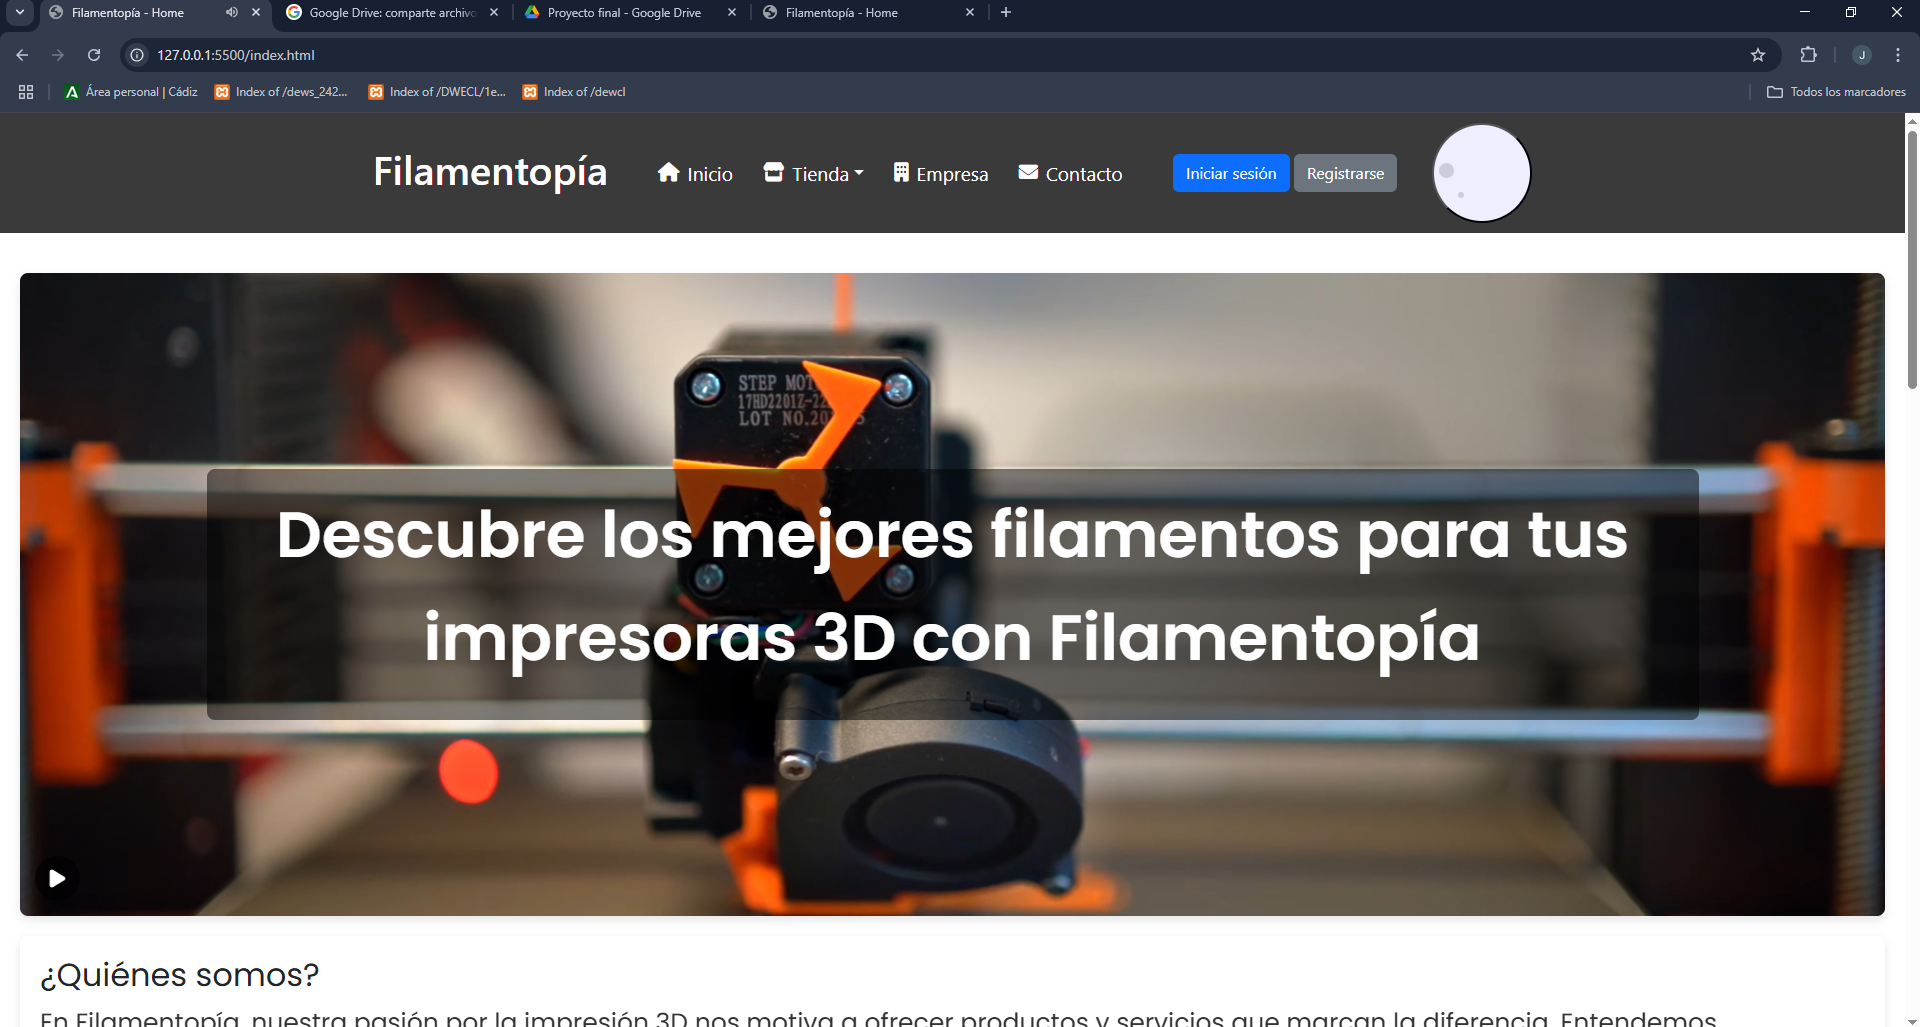 Filamentopía - Home
Google Drive: comparte archivo
Proyecto final - Google Drive
Filamentopía - Home
127.0.0.1:5500/index.html
J
Área personal | Cádiz
Index of /dews_242...
Index of /DWECL/1e...
Index of /dewcl
Todos los marcadores
Filamentopía
Inicio
Tienda
Empresa
Contacto
Iniciar sesión
Registrarse
STEP MOT
17HD2201Z-22
LOT NO.20
Descubre los mejores filamentos para tus
impresoras 3D con Filamentopía
¿Quiénes somos?
En Filamentopía, nuestra pasión por la impresión 3D nos motiva a ofrecer productos y servicios que marcan la diferencia. Entendemos